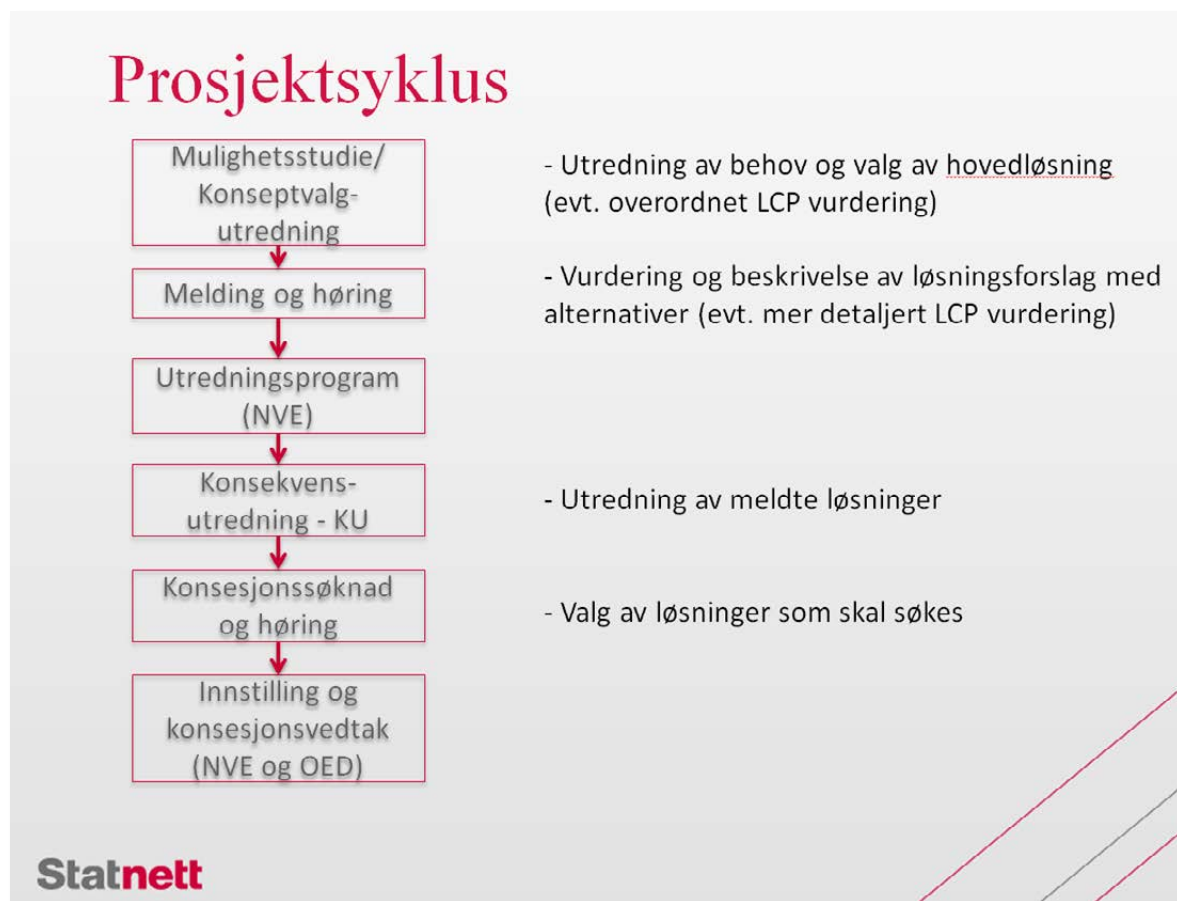 Prosjektsyklus
Mulighetsstudie/
Konseptvalg-
utredning
- Utredning av behov og valg av hovedløsning
(evt. overordnet LCP vurdering)
Melding og høring
- Vurdering og beskrivelse av løsningsforslag med
alternativer (evt. mer detaljert LCP vurdering)
Utredningsprogram
(NVE)
Konsekvens-
utredning - KU
- Utredning av meldte løsninger
Konsesjonssøknad
og høring
- Valg av løsninger som skal søkes
Innstilling og
konsesjonsvedtak
(NVE og OED)
Statnett